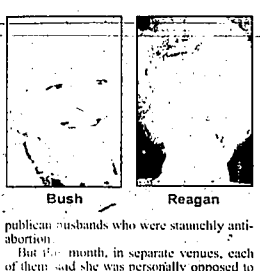 Bush
Reagan
publican husbands who were staunchly anti-
abortion.
But month, in separate venues, each
of them said she was personally opposed to